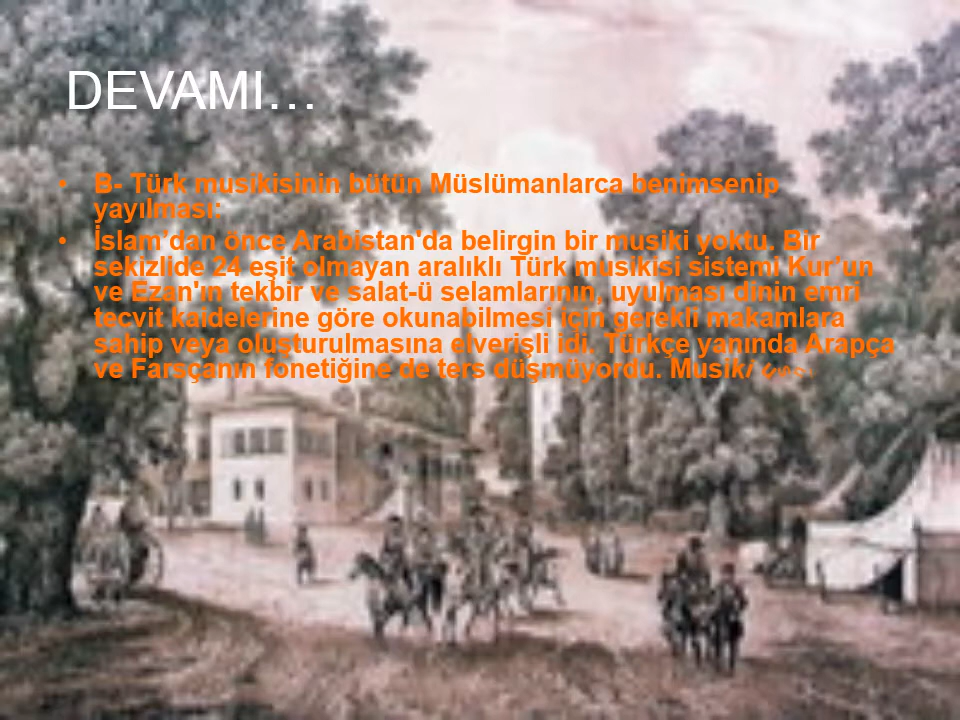 DEVAMI…
• B- Türk musikisinin bütün Müslümanlarca benimsenip
yayılması:
• İslam’dan önce Arabistan'da belirgin bir musiki yoktu. Bir
sekizlide 24 eşit olmayan aralıklı Türk musikisi sistemi Kur’un
ve Ezan'ın tekbir ve salat-ü selamlarının, uyulması dinin emri
tecvit kaidelerine göre okunabilmesi için gerekli makamlara
sahip veya oluşturulmasına elverişli idi. Türkçe yanında Arapça
ve Farsçanın fonetiğine de ters düşmüyordu. Musiki